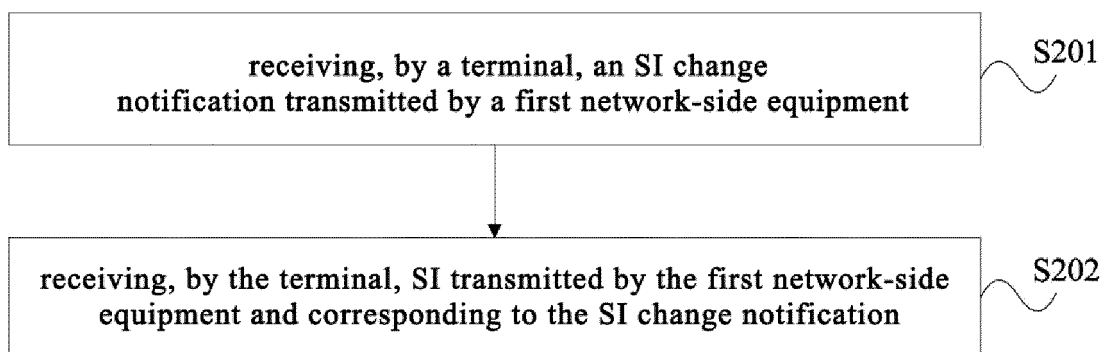 receiving, by a terminal, an SI change
notification transmitted by a first network-side equipment
S201
receiving, by the terminal, SI transmitted by the first network-side
equipment and corresponding to the SI change notification
S202